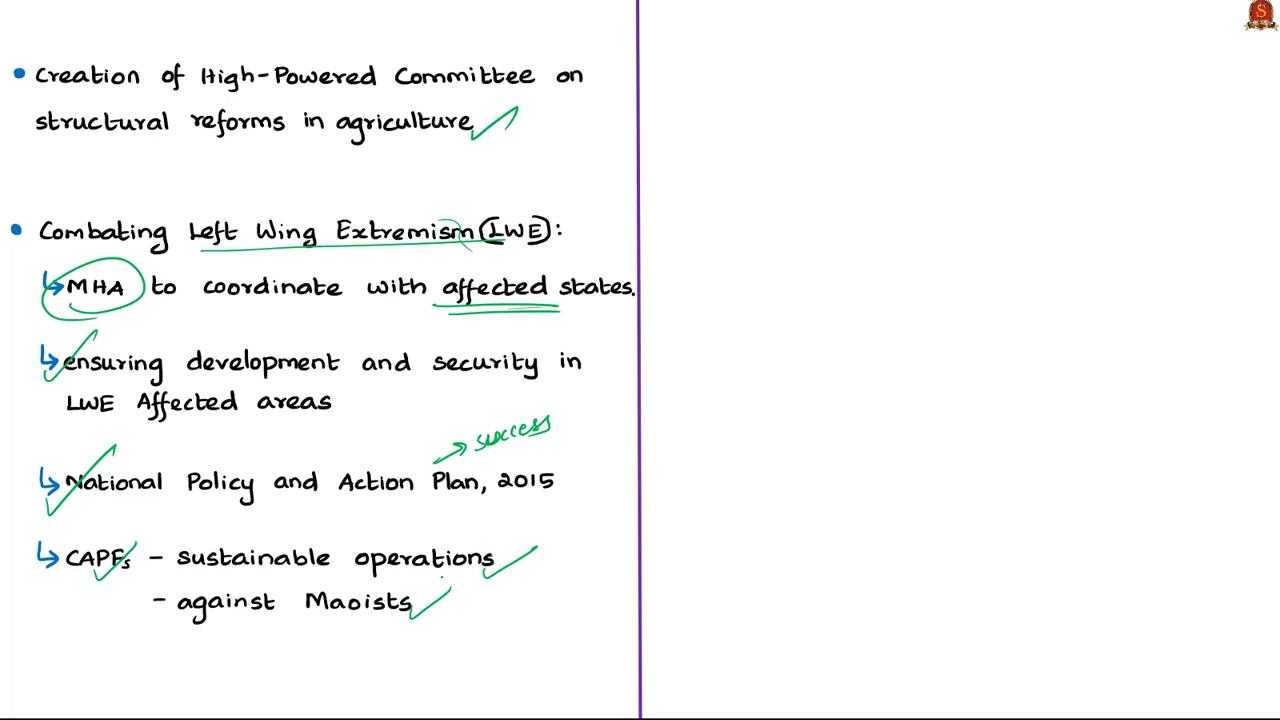 • Creation of High-Powered Committee on
structural reforms in agriculture
• Combating Left Wing Extremism (LWE):
↳ MHA to coordinate with affected states.
↳ ensuring development and security in
LWE Affected areas
→ success
↳ National Policy and Action Plan, 2015
↳ CAPFs - sustainable operations
- against Maoists
S